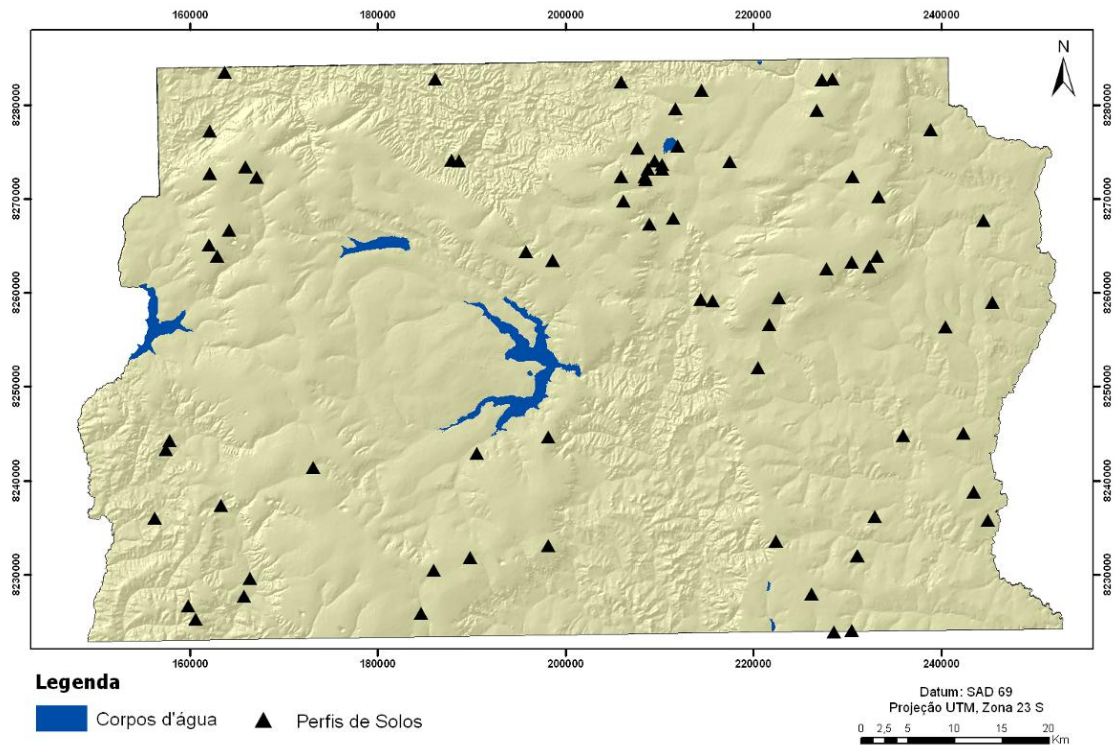 160000 180000 200000 220000 240000
N
8280000 8280000
8270000 8270000
8260000 8260000
8250000 8250000
8240000 8240000
8230000 8230000
160000 180000 200000 220000 240000
Legenda
Corpos d'água Perfis de Solos
Datum: SAD 69
Projeção UTM, Zona 23 S
0 2,5 5 10 15 20
Km